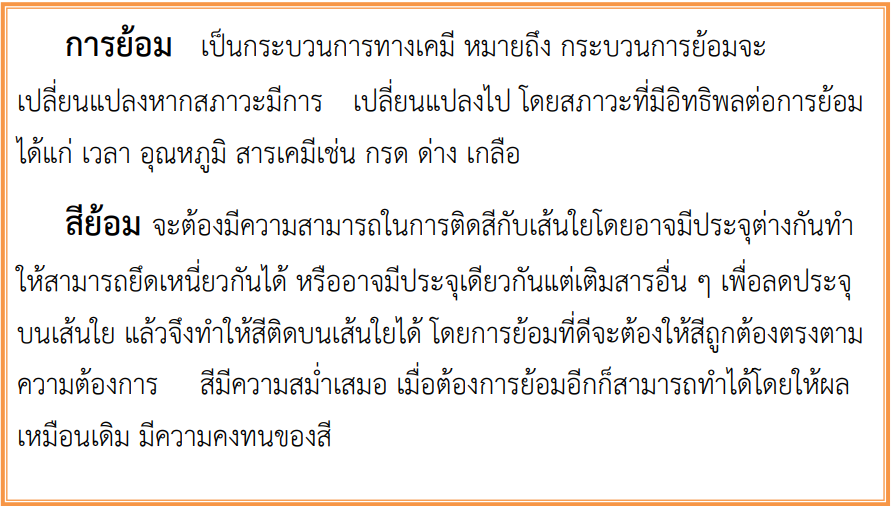 การย้อม เป็นกระบวนการทางเคมี หมายถึง กระบวนการย้อมจะ
เปลี่ยนแปลงหากสภาวะมีการ เปลี่ยนแปลงไป โดยสภาวะที่มีอิทธิพลต่อการย้อม
ได้แก่ เวลา อุณหภูมิ สารเคมีเช่น กรด ด่าง เกลือ
สีย้อม จะต้องมีความสามารถในการติดสีกับเส้นใยโดยอาจมีประจุต่างกันทำ
ให้สามารถยึดเหนี่ยวกันได้ หรืออาจมีประจุเดียวกันแต่เติมสารอื่น ๆ เพื่อลดประจุ
บนเส้นใย แล้วจึงทำให้สีติดบนเส้นใยได้ โดยการย้อมที่ดีจะต้องให้สีถูกต้องตรงตาม
ความต้องการ สีมีความสม่ำเสมอ เมื่อต้องการย้อมอีกก็สามารถทำได้โดยให้ผล
เหมือนเดิม มีความคงทนของสี